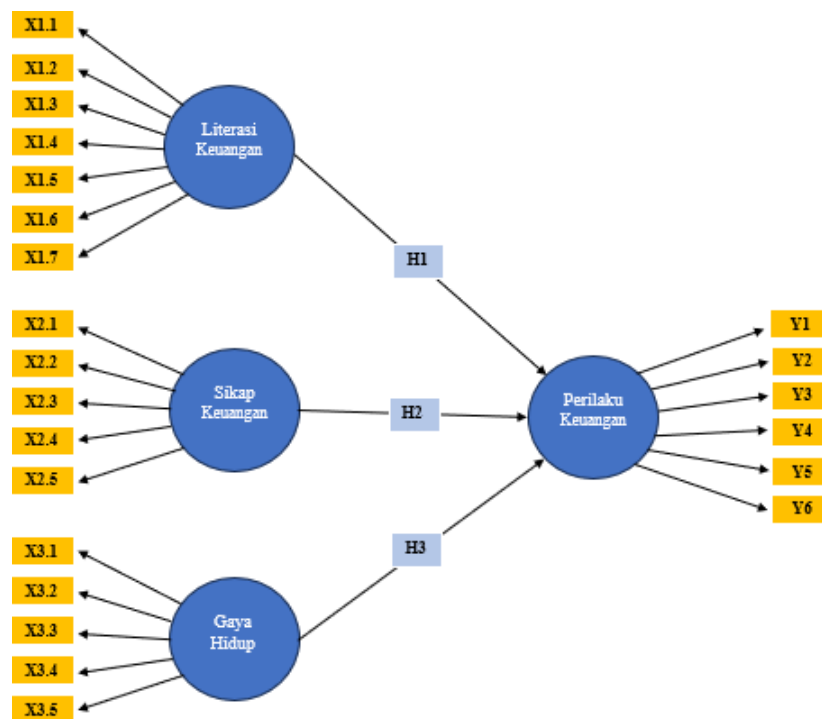 X1.1
X1.2
X1.3
X1.4
X1.5
X1.6
X1.7
Literasi
Keuangan
H1
X2.1
X2.2
X2.3
X2.4
X2.5
Sikap
Keuangan
H2
Perilaku
Keuangan
Y1
Y2
Y3
Y4
Y5
Y6
X3.1
X3.2
X3.3
X3.4
X3.5
Gaya
Hidup
H3